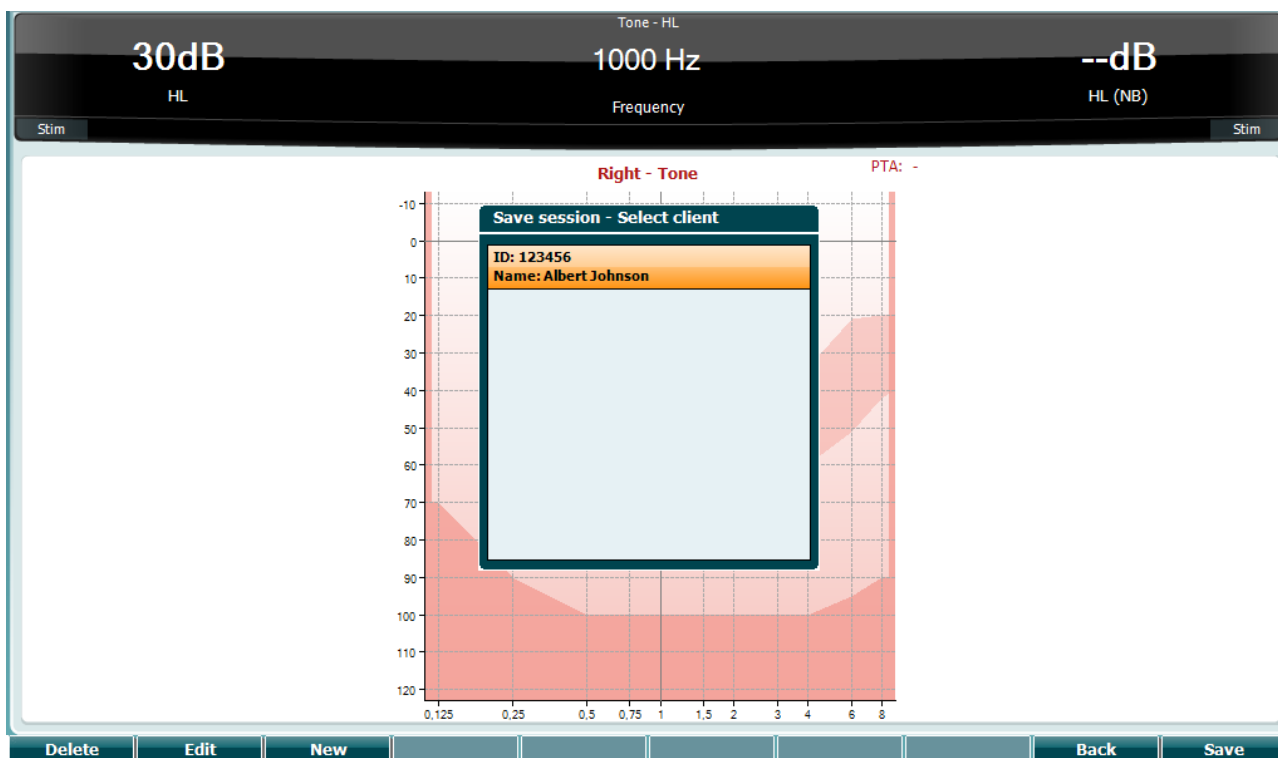 Tone - HL
30dB
1000 Hz
--dB
HL
Frequency
HL (NB)
Stim
Stim
Right - Tone
PTA: -
Save session - Select client
ID: 123456
Name: Albert Johnson
-10
0
10
20
30
40
50
60
70
80
90
100
110
120
0,125 0,25 0,5 0,75 1 1,5 2 3 4 6 8
Delete Edit New Back Save